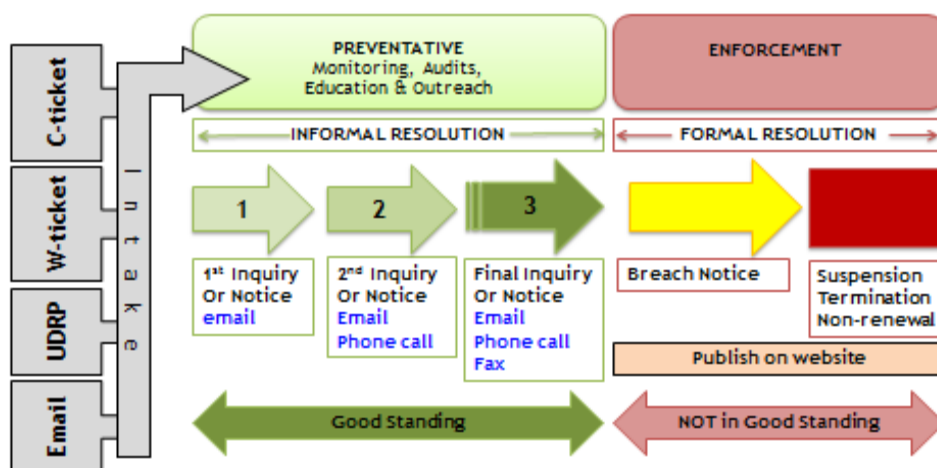 C-ticket
W-ticket
UDRP
Email
Intake
PREVENTATIVE
Monitoring, Audits,
Education & Outreach
ENFORCEMENT
INFORMAL RESOLUTION
FORMAL RESOLUTION
1
2
3
1st Inquiry
Or Notice
email
2nd Inquiry
Or Notice
Email
Phone call
Final Inquiry
Or Notice
Email
Phone call
Fax
Breach Notice
Suspension
Termination
Non-renewal
Publish on website
Good Standing
NOT in Good Standing